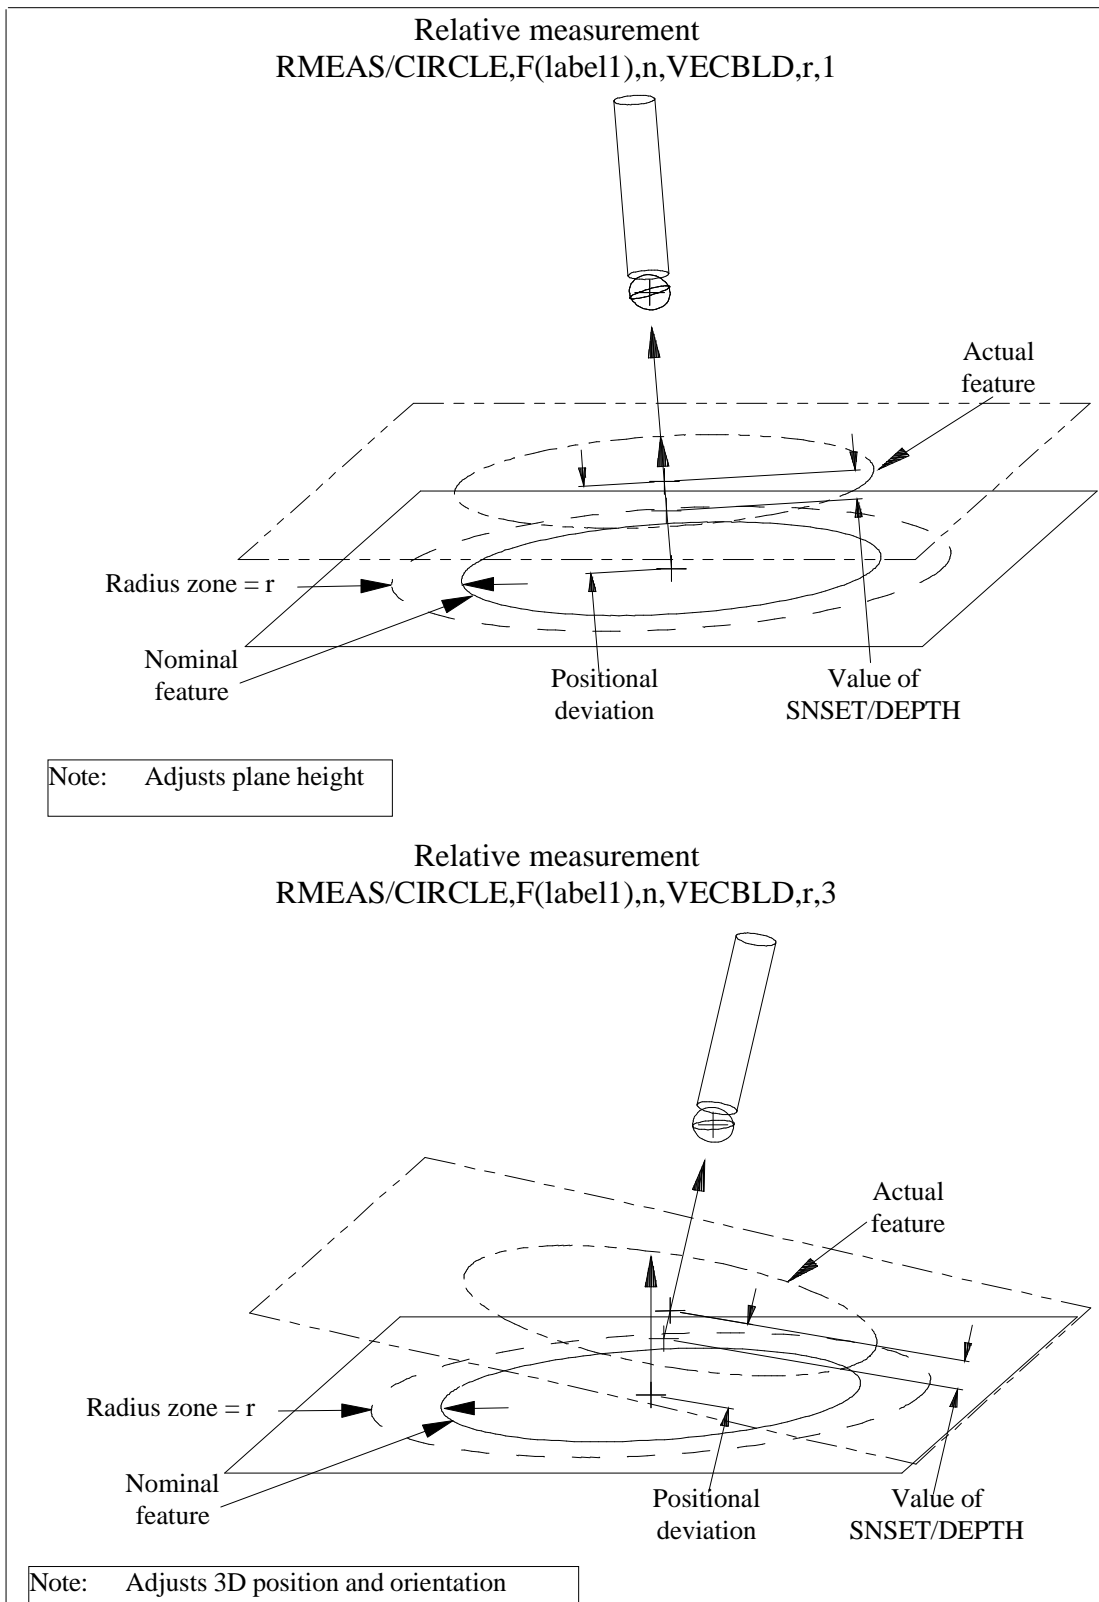 Relative measurement
RMEAS/CIRCLE,F(label1),n,VECBLD,r,1
Actual
feature
Radius zone = r
Nominal
feature
Positional
deviation
Value of
SNSET/DEPTH
Note: Adjusts plane height
Relative measurement
RMEAS/CIRCLE,F(label1),n,VECBLD,r,3
Actual
feature
Radius zone = r
Nominal
feature
Positional
deviation
Value of
SNSET/DEPTH
Note: Adjusts 3D position and orientation